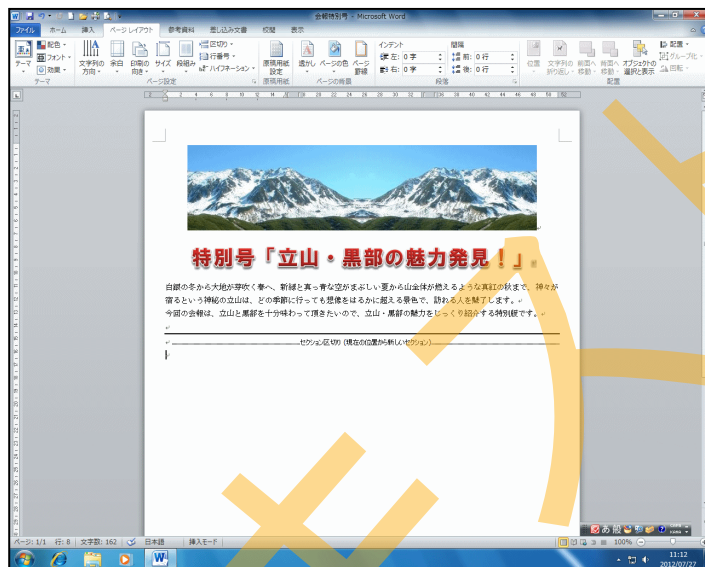 会報特別号 - Microsoft Word
ファイル ホーム 挿入 ページ レイアウト 参考資料 差し込み文書 校閲 表示
配色 区切り インデント 間隔 配置
フォント 行番号 左: 0 字 前: 0 行 グループ化
効果 ハイフネーション 右: 0 字 後: 0 行 回転
テーマ 文字列の方向 余白 印刷の向き サイズ 段組み 原稿用紙設定 透かし ページの色 ページ罫線 位置 文字列の折り返し 前面へ移動 背面へ移動 オブジェクトの選択と表示
テーマ ページ設定 原稿用紙 ページの背景 段落 配置
特別号「立山・黒部の魅力発見！」
白銀の冬から大地が芽吹く春へ、新緑と真っ青な空がまぶしい夏から山全体が燃えるような真紅の秋まで、神々が
宿るという神秘の立山は、どの季節に行っても想像をはるかに超える景色で、訪れる人を魅了します。
今回の会報は、立山と黒部を十分味わって頂きたいので、立山・黒部の魅力をじっくり紹介する特別版です。
セクション区切り (現在の位置から新しいセクション)
あ 般
ページ: 1/1 行: 8 文字数: 162 日本語 挿入モード 100%
11:12
2012/07/27